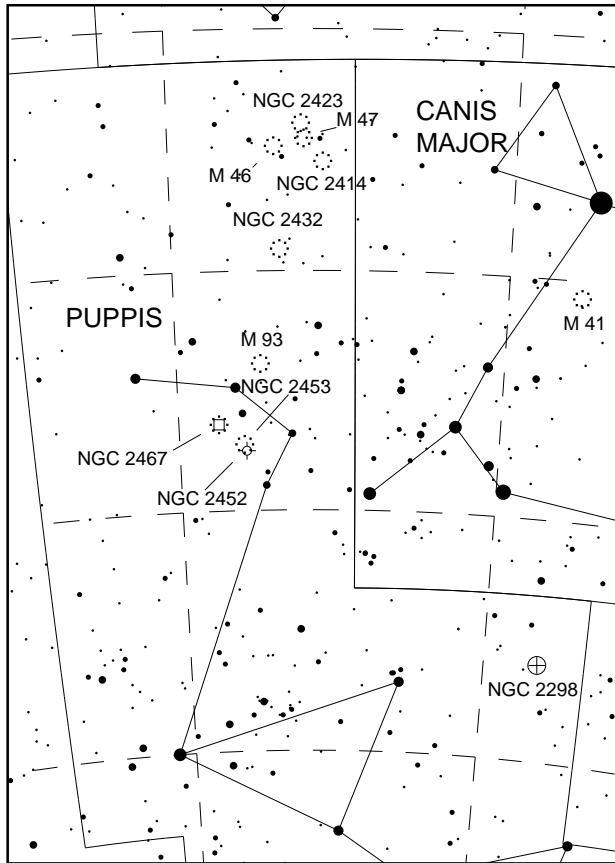 NGC 2423
M 47
CANIS
MAJOR
M 46
NGC 2414
NGC 2432
PUPPIS
M 41
M 93
NGC 2453
NGC 2467
NGC 2452
NGC 2298